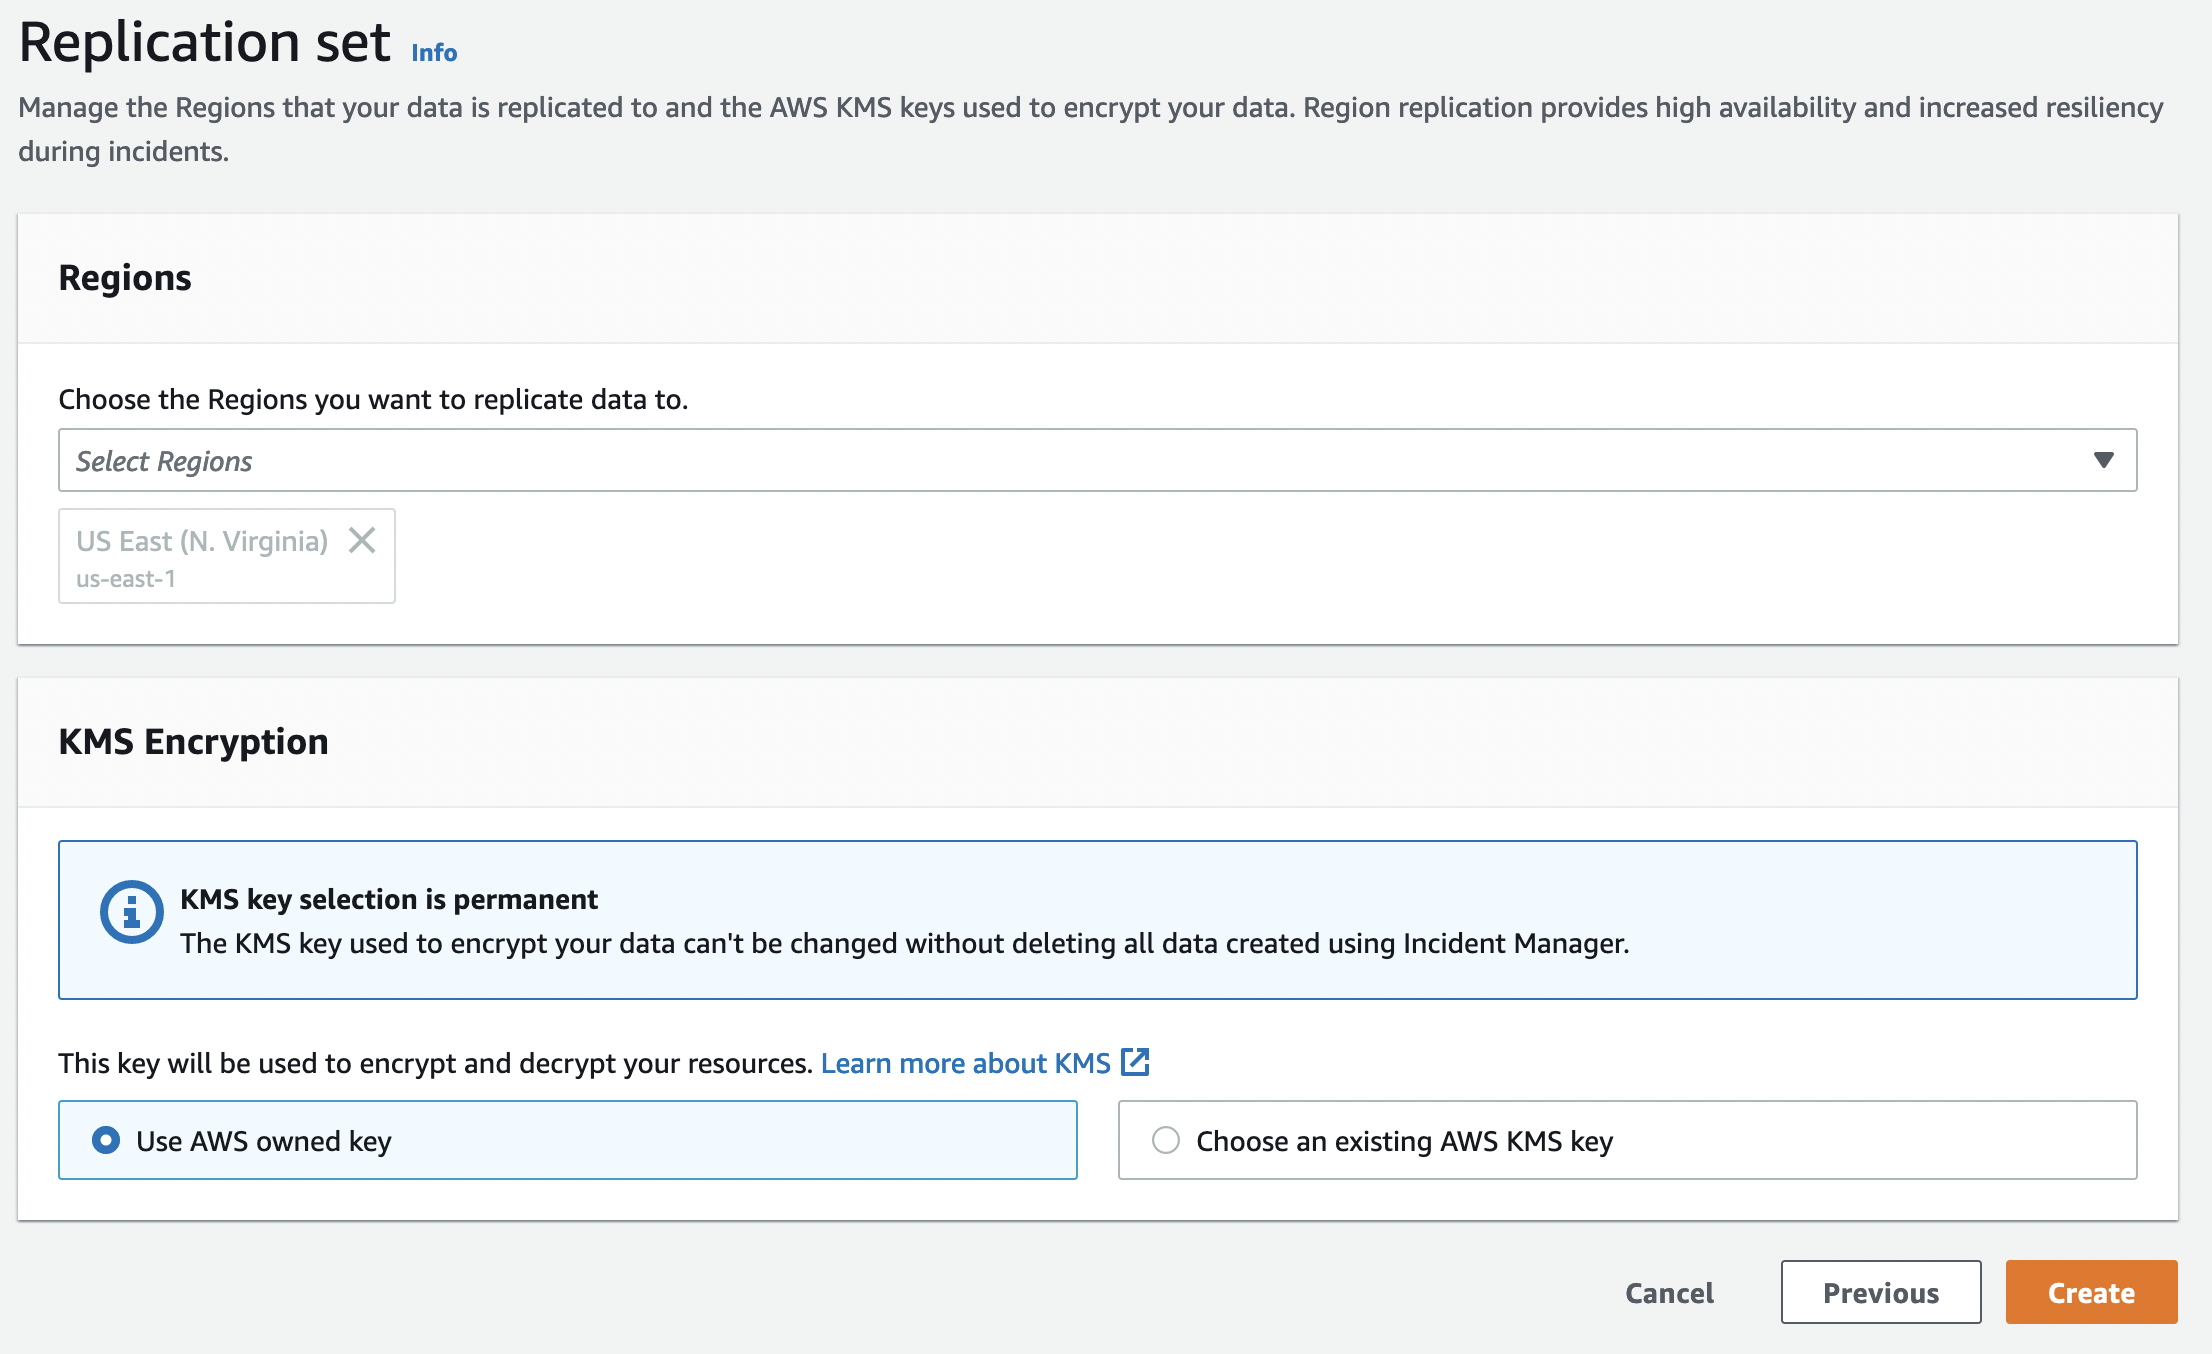 Replication set Info
Manage the Regions that your data is replicated to and the AWS KMS keys used to encrypt your data. Region replication provides high availability and increased resiliency
during incidents.
Regions
Choose the Regions you want to replicate data to.
Select Regions
US East (N. Virginia)
us-east-1
KMS Encryption
KMS key selection is permanent
The KMS key used to encrypt your data can't be changed without deleting all data created using Incident Manager.
This key will be used to encrypt and decrypt your resources. Learn more about KMS
Use AWS owned key
Choose an existing AWS KMS key
Cancel
Previous
Create